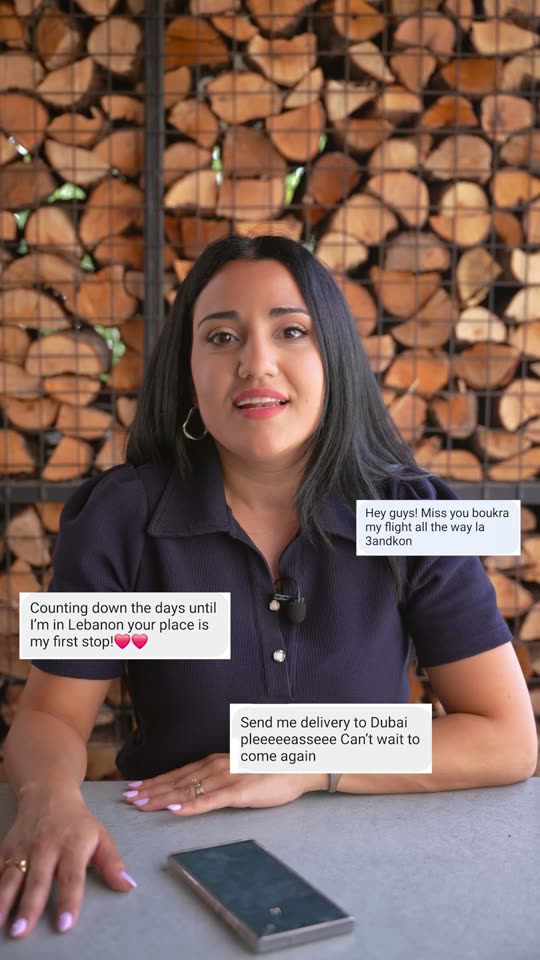 Hey guys! Miss you boukra
my flight all the way la
3andkon
Counting down the days until
I'm in Lebanon your place is
my first stop!❤️❤️
Send me delivery to Dubai
pleeeeeasseee Can't wait to
come again